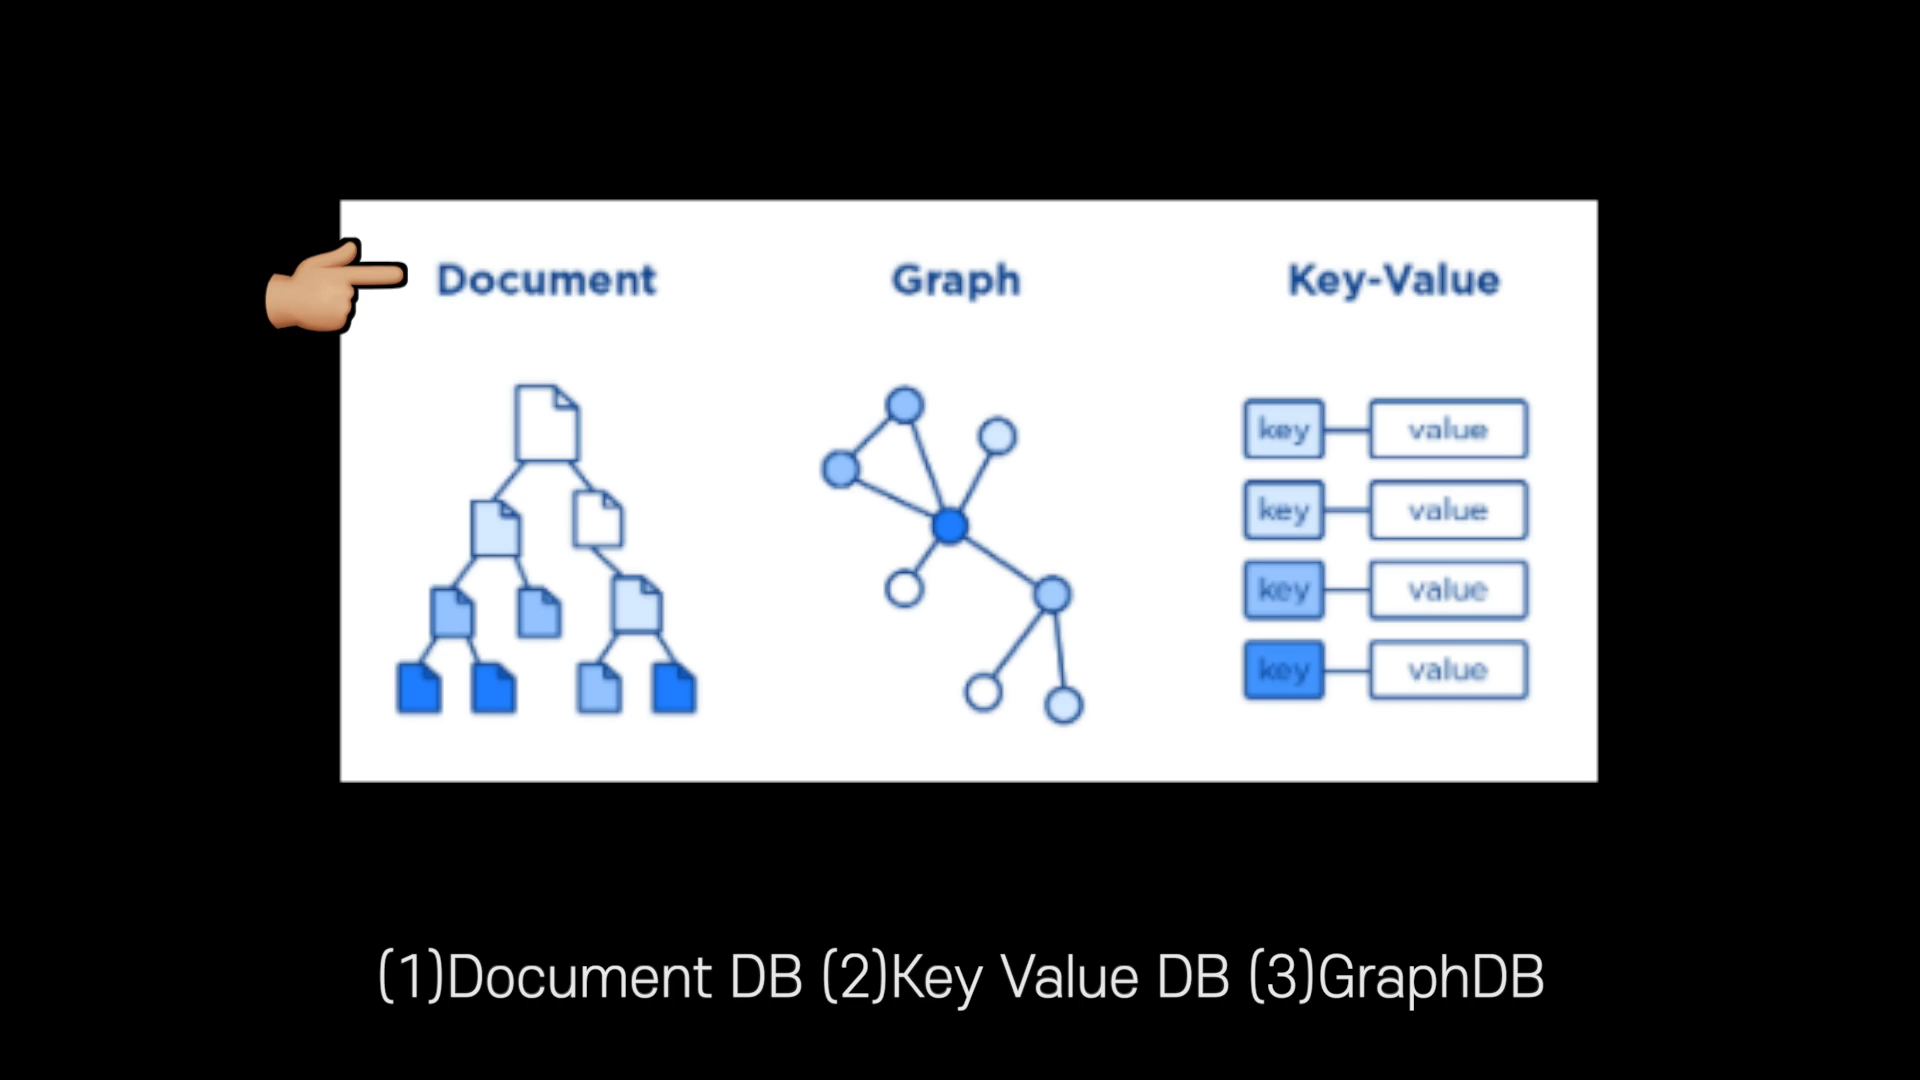 Document Graph Key-Value
key value
key value
key value
key value
(1)Document DB (2)Key Value DB (3)GraphDB